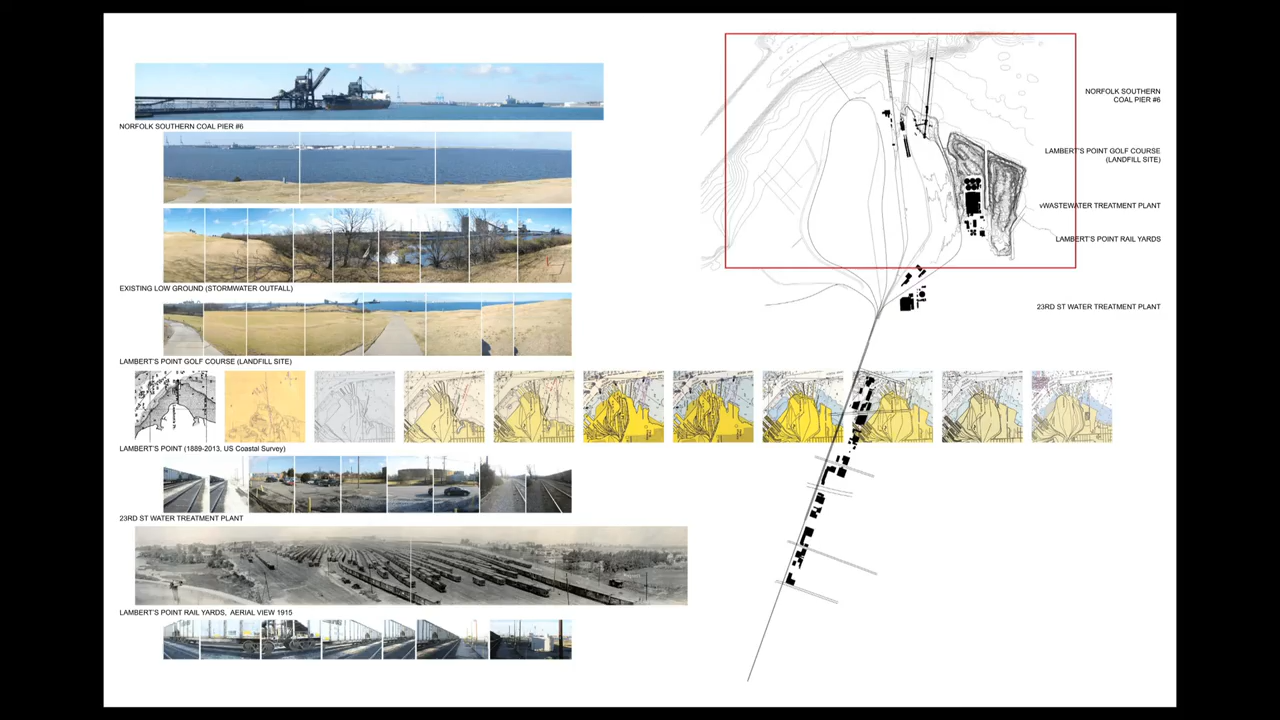 NORFOLK SOUTHERN COAL PIER #6
EXISTING LOW GROUND (STORMWATER OUTFALL)
LAMBERT'S POINT GOLF COURSE (LANDFILL SITE)
LAMBERT'S POINT (1889-2013, US Coastal Survey)
23RD ST WATER TREATMENT PLANT
LAMBERT'S POINT RAIL YARDS, AERIAL VIEW 1915
NORFOLK SOUTHERN
COAL PIER #6
LAMBERT'S POINT GOLF COURSE
(LANDFILL SITE)
vWASTEWATER TREATMENT PLANT
LAMBERT'S POINT RAIL YARDS
23RD ST WATER TREATMENT PLANT